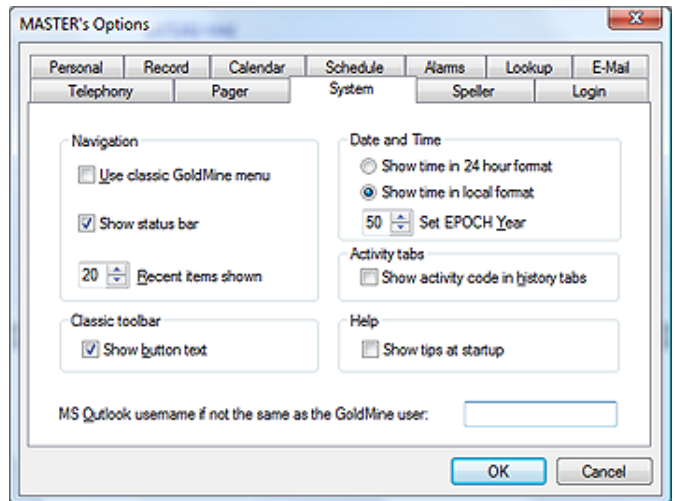 MASTER's Options
Personal Record Calendar Schedule Alarms Lookup E-Mail
Telephony Pager System Speller Login
Navigation
Use classic GoldMine menu
Show status bar
20 Recent items shown
Date and Time
Show time in 24 hour format
Show time in local format
50 Set EPOCH Year
Activity tabs
Show activity code in history tabs
Classic toolbar
Show button text
Help
Show tips at startup
MS Outlook username if not the same as the GoldMine user:
OK Cancel